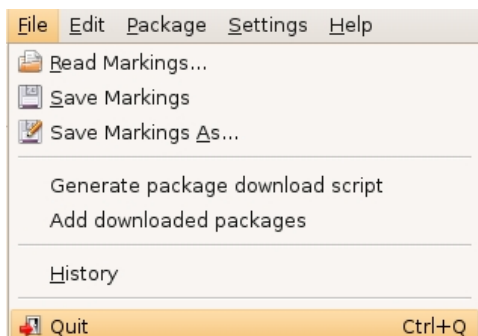 File Edit Package Settings Help
Read Markings...
Save Markings
Save Markings As...
Generate package download script
Add downloaded packages
History
Quit Ctrl+Q